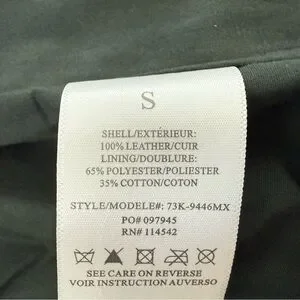 S
SHELL/EXTÉRIEUR:
100% LEATHER/CUIR
LINING/DOUBLURE:
65% POLYESTER/POLIESTER
35% COTTON/COTON
STYLE/MODELE#: 73K-9446MX
PO# 097945
RN# 114542
SEE CARE ON REVERSE
VOIR INSTRUCTION AUVERSO